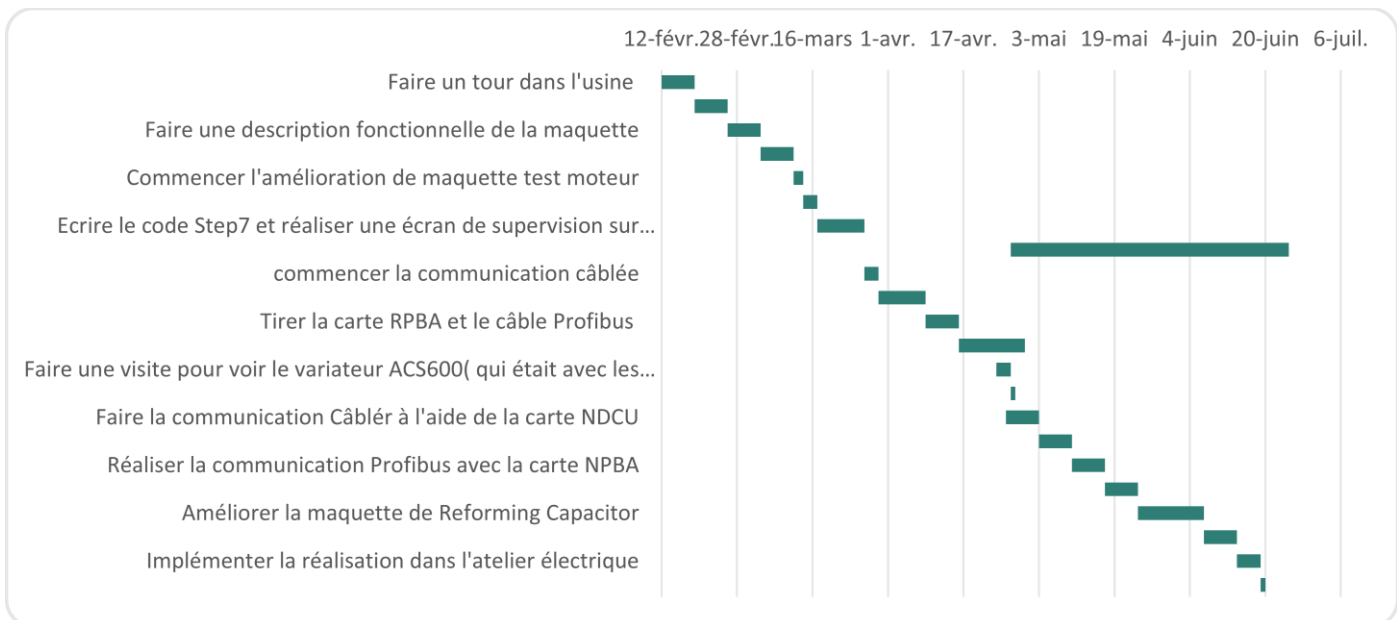 12-févr. 28-févr. 16-mars 1-avr. 17-avr. 3-mai 19-mai 4-juin 20-juin 6-juil.
Faire un tour dans l'usine
Faire une description fonctionnelle de la maquette
Commencer l'amélioration de maquette test moteur
Ecrire le code Step7 et réaliser une écran de supervision sur...
commencer la communication câblée
Tirer la carte RPBA et le câble Profibus
Faire une visite pour voir le variateur ACS600( qui était avec les...
Faire la communication Câblér à l'aide de la carte NDCU
Réaliser la communication Profibus avec la carte NPBA
Améliorer la maquette de Reforming Capacitor
Implémenter la réalisation dans l'atelier électrique